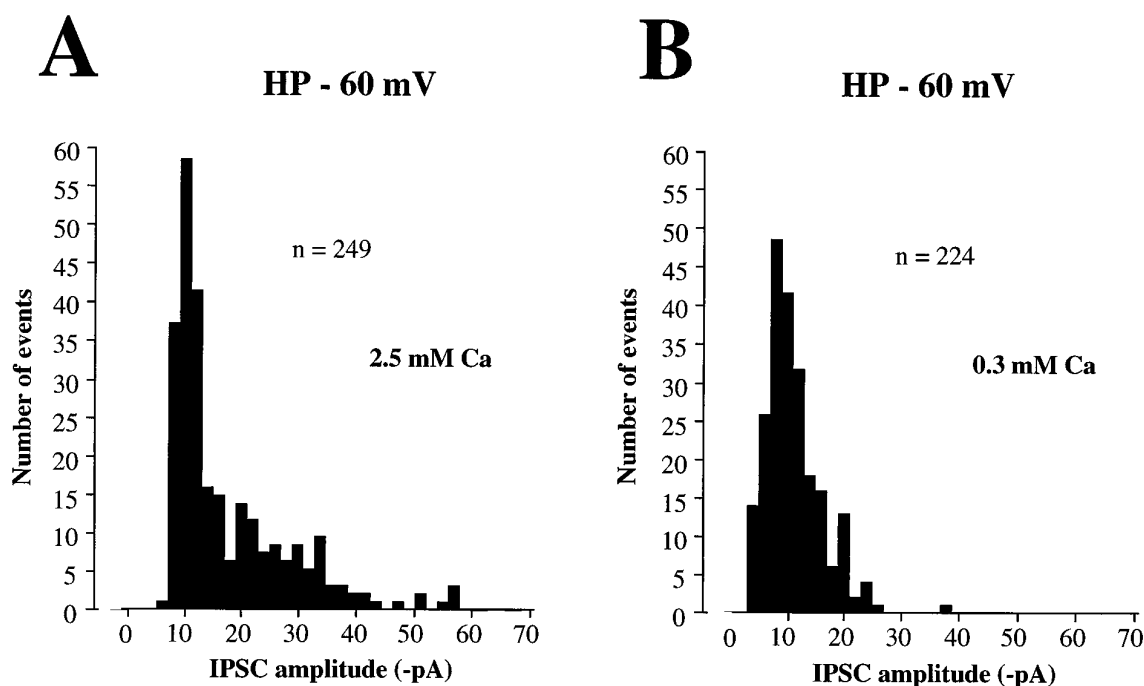 A
HP - 60 mV
60
55
50
45
40
35
30
25
20
15
10
5
0
Number of events
n = 249
2.5 mM Ca
0 10 20 30 40 50 60 70
IPSC amplitude (-pA)
B
HP - 60 mV
60
55
50
45
40
35
30
25
20
15
10
5
0
Number of events
n = 224
0.3 mM Ca
0 10 20 30 40 50 60 70
IPSC amplitude (-pA)